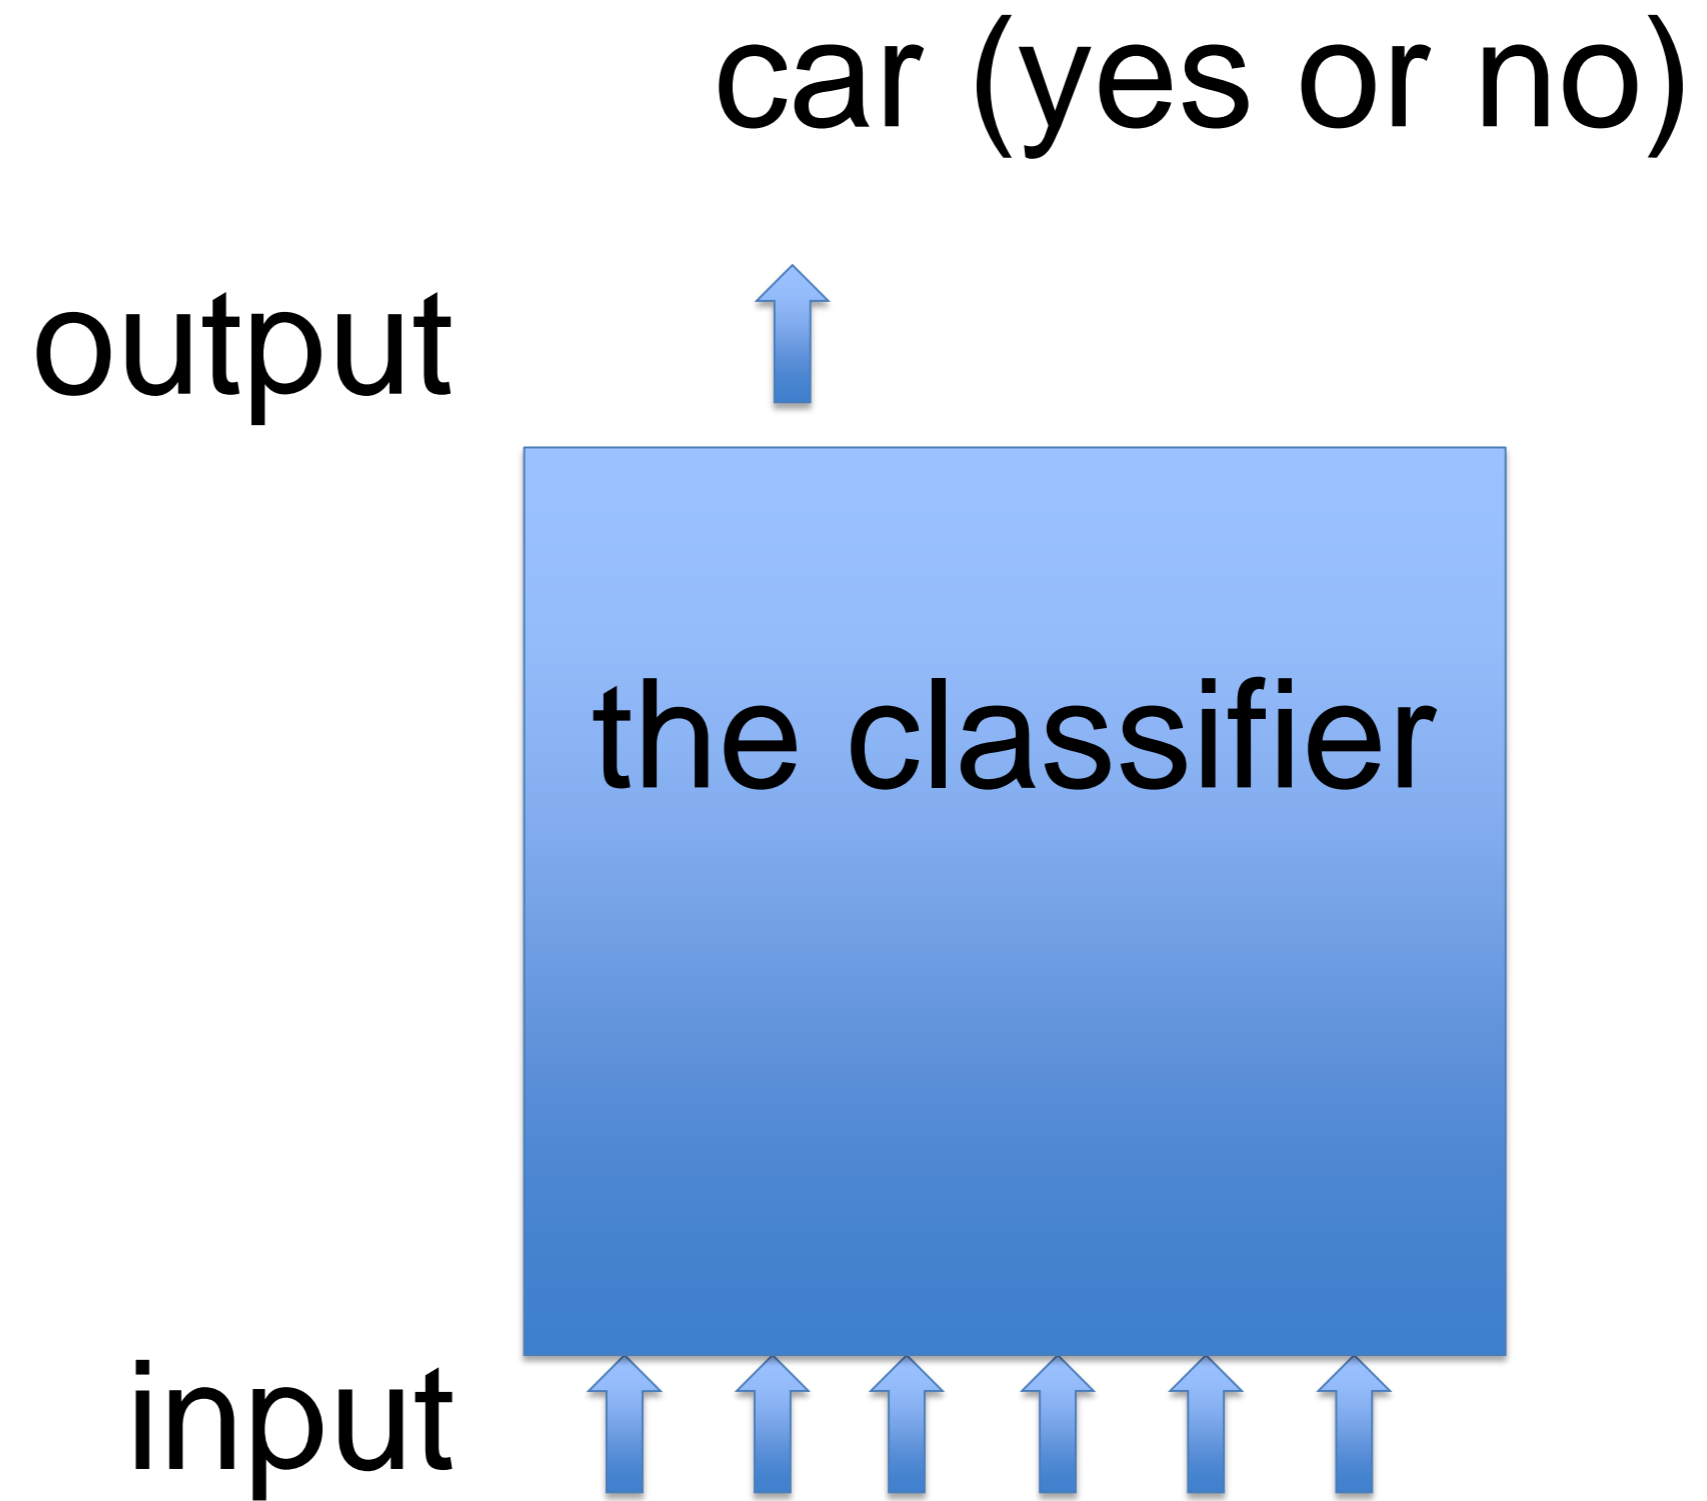 car (yes or no)
output
the classifier
input